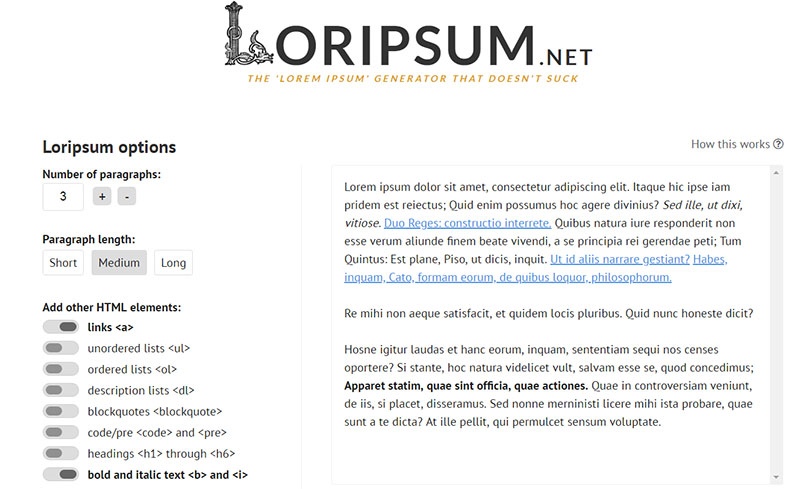 LORIPSUM.NET
THE 'LOREM IPSUM' GENERATOR THAT DOESN'T SUCK
Loripsum options
How this works ?
Number of paragraphs:
3 + -
Paragraph length:
Short Medium Long
Add other HTML elements:
links <a>
unordered lists <ul>
ordered lists <ol>
description lists <dl>
blockquotes <blockquote>
code/pre <code> and <pre>
headings <h1> through <h6>
bold and italic text <b> and <i>
Lorem ipsum dolor sit amet, consectetur adipiscing elit. Itaque hic ipse iam
pridem est reiectus; Quid enim possumus hoc agere divinius? Sed ille, ut dixi,
vitiose. Duo Reges: constructio interrete. Quibus natura iure responderit non
esse verum aliunde finem beate vivendi, a se principia rei gerendae peti; Tum
Quintus: Est plane, Piso, ut dicis, inquit. Ut id aliis narrare gestiant? Habes,
inquam, Cato, formam eorum, de quibus loquor, philosophorum.
Re mihi non aeque satisfacit, et quidem locis pluribus. Quid nunc honeste dicit?
Hosne igitur laudas et hanc eorum, inquam, sententiam sequi nos censes
oportere? Si stante, hoc natura videlicet vult, salvam esse se, quod concedimus;
Apparet statim, quae sint officia, quae actiones. Quae in controversiam veniunt,
de iis, si placet, disseramus. Sed nonne merninisti licere mihi ista probare, quae
sunt a te dicta? At ille pellit, qui permulcet sensum voluptate.